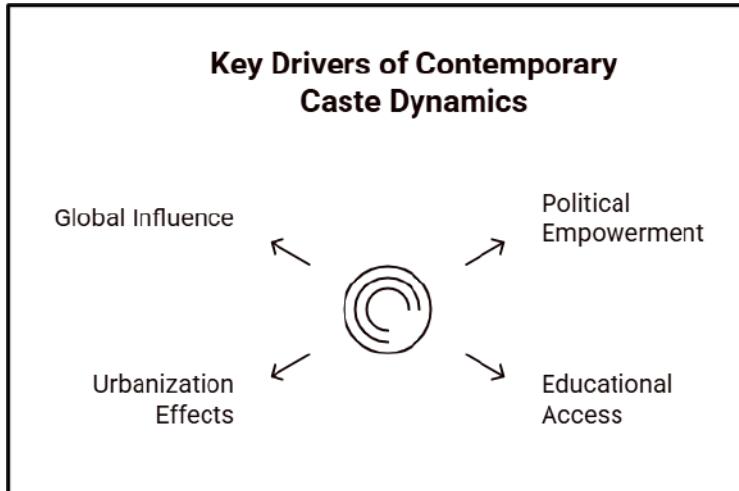 Key Drivers of Contemporary
Caste Dynamics
Global Influence
Political
Empowerment
Urbanization
Effects
Educational
Access